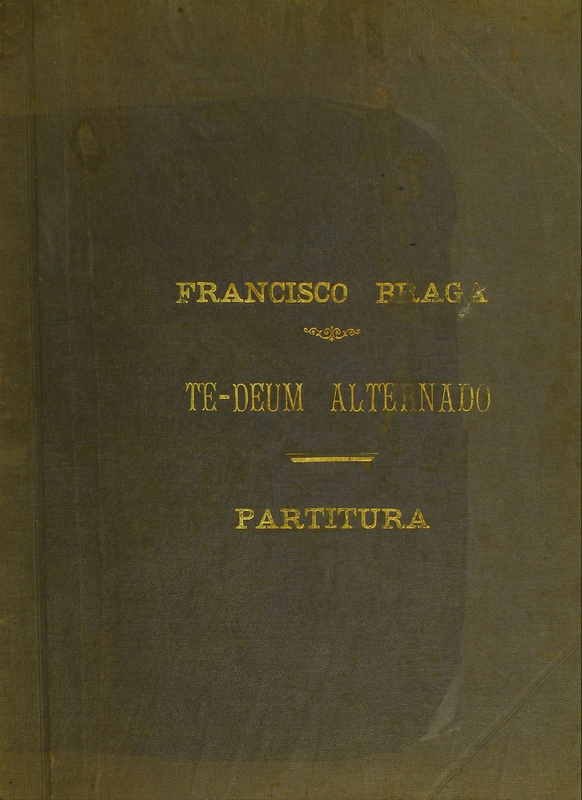 FRANCISCO BRAGA
TE-DEUM ALTERNADO
PARTITURA